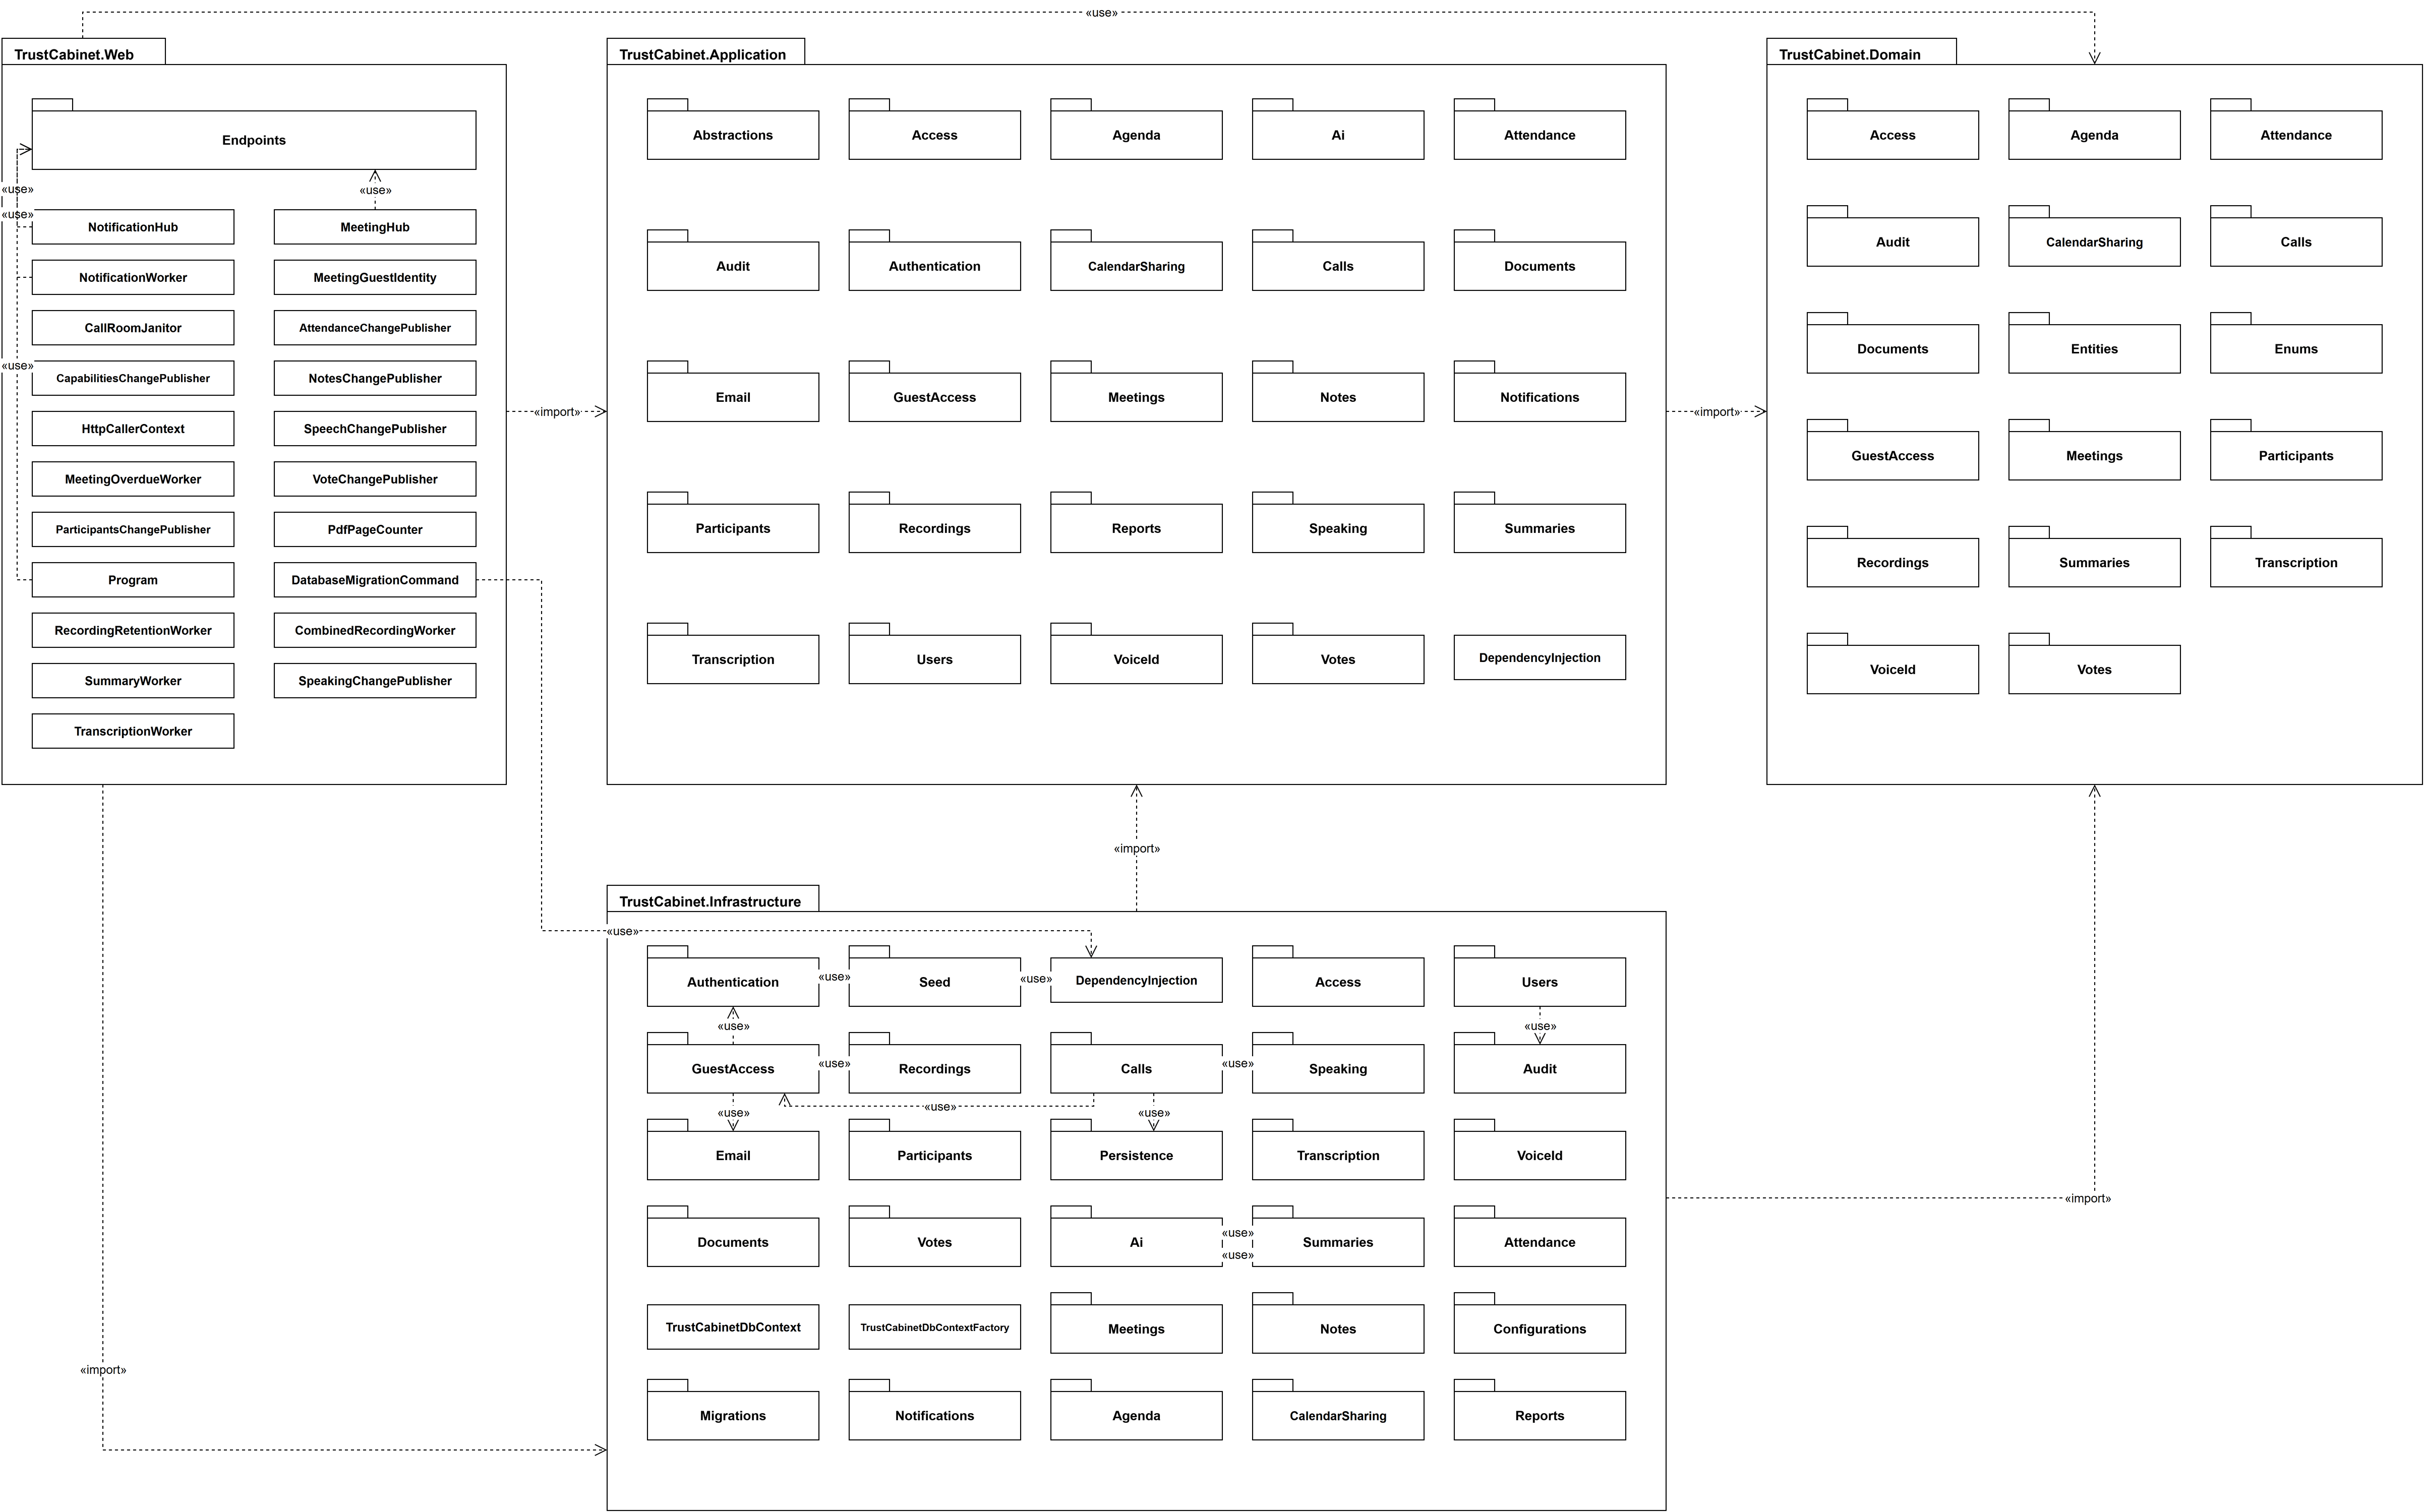 «use»
TrustCabinet.Web
TrustCabinet.Application
TrustCabinet.Domain
Endpoints
«use»
«use»
«use»
NotificationHub
MeetingHub
NotificationWorker
MeetingGuestIdentity
CallRoomJanitor
AttendanceChangePublisher
«use»
CapabilitiesChangePublisher
NotesChangePublisher
HttpCallerContext
SpeechChangePublisher
MeetingOverdueWorker
VoteChangePublisher
ParticipantsChangePublisher
PdfPageCounter
Program
DatabaseMigrationCommand
RecordingRetentionWorker
CombinedRecordingWorker
SummaryWorker
SpeakingChangePublisher
TranscriptionWorker
«import»
Abstractions
Access
Agenda
Ai
Attendance
Audit
Authentication
CalendarSharing
Calls
Documents
Email
GuestAccess
Meetings
Notes
Notifications
Participants
Recordings
Reports
Speaking
Summaries
Transcription
Users
VoiceId
Votes
DependencyInjection
«import»
Access
Agenda
Attendance
Audit
CalendarSharing
Calls
Documents
Entities
Enums
GuestAccess
Meetings
Participants
Recordings
Summaries
Transcription
VoiceId
Votes
«import»
TrustCabinet.Infrastructure
«use»
Authentication
«use»
Seed
«use»
DependencyInjection
Access
Users
«use»
«use»
GuestAccess
«use»
Recordings
Calls
«use»
Speaking
Audit
«use»
«use»
«use»
Email
Participants
Persistence
Transcription
VoiceId
«import»
Documents
Votes
Ai
«use»
«use»
Summaries
Attendance
TrustCabinetDbContext
TrustCabinetDbContextFactory
Meetings
Notes
Configurations
«import»
Migrations
Notifications
Agenda
CalendarSharing
Reports